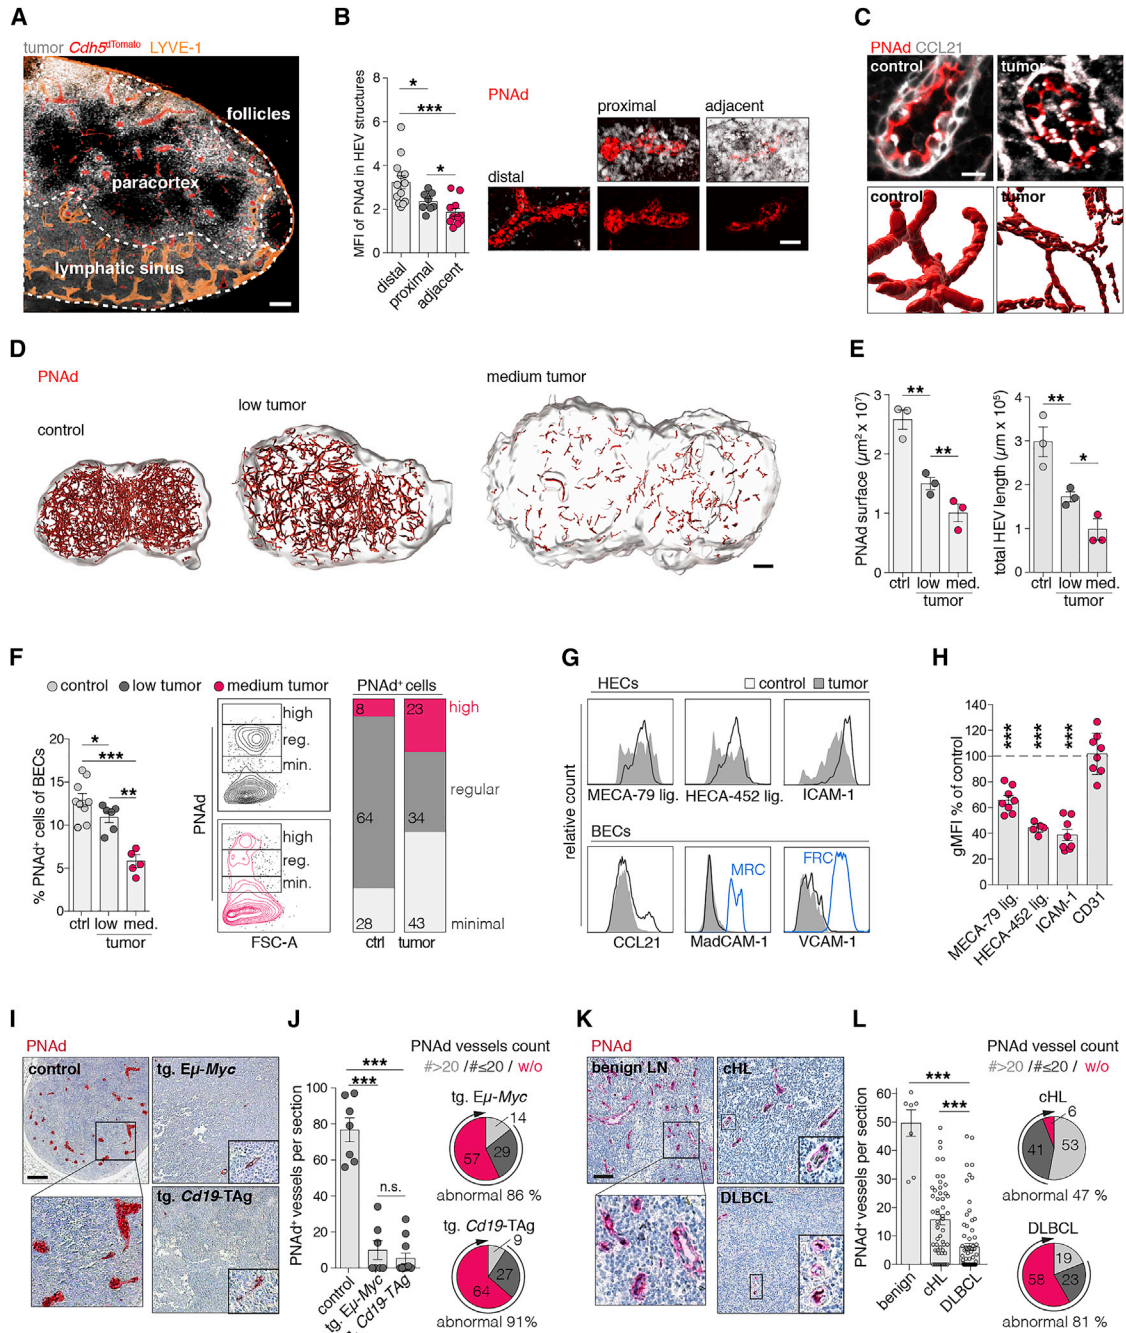 A
tumor Cdh5dTomato LYVE-1
follicles
paracortex
lymphatic sinus
B
MFI of PNAd in HEV structures
8
6
4
2
0
*
***
*
distal
proximal
adjacent
PNAd
proximal
adjacent
distal
C
PNAd CCL21
control
tumor
control
tumor
D
PNAd
control
low tumor
medium tumor
E
PNAd surface (µm² x 10⁷)
3
2
1
0
**
**
ctrl
low
med.
tumor
total HEV length (µm x 10⁵)
4
3
2
1
0
**
*
ctrl
low
med.
tumor
F
control
low tumor
medium tumor
% PNAd⁺ cells of BECs
20
15
10
5
0
*
***
**
ctrl
low
med.
tumor
PNAd
high
reg.
min.
high
reg.
min.
FSC-A
PNAd⁺ cells
8
23
high
64
34
regular
28
43
minimal
ctrl
tumor
G
HECs
control
tumor
relative count
MECA-79 lig.
HECA-452 lig.
ICAM-1
BECs
MRC
FRC
CCL21
MadCAM-1
VCAM-1
H
gMFI % of control
140
120
100
80
60
40
20
0
***
***
***
MECA-79 lig.
HECA-452 lig.
ICAM-1
CD31
I
PNAd
control
tg. Eµ-Myc
tg. Cd19-TAg
J
PNAd⁺ vessels per section
100
80
60
40
20
0
***
***
n.s.
control
tg. Eµ-Myc
. Cd19-TAg
PNAd vessels count
#>20 /#≤20 / w/o
tg. Eµ-Myc
14
57
29
abnormal 86 %
tg. Cd19-TAg
9
27
64
abnormal 91%
K
PNAd
benign LN
cHL
DLBCL
L
PNAd⁺ vessels per section
60
50
40
30
20
10
0
***
***
benign
cHL
DLBCL
PNAd vessel count
#>20 / #≤20 / w/o
cHL
6
41
53
abnormal 47 %
DLBCL
19
58
23
abnormal 81 %